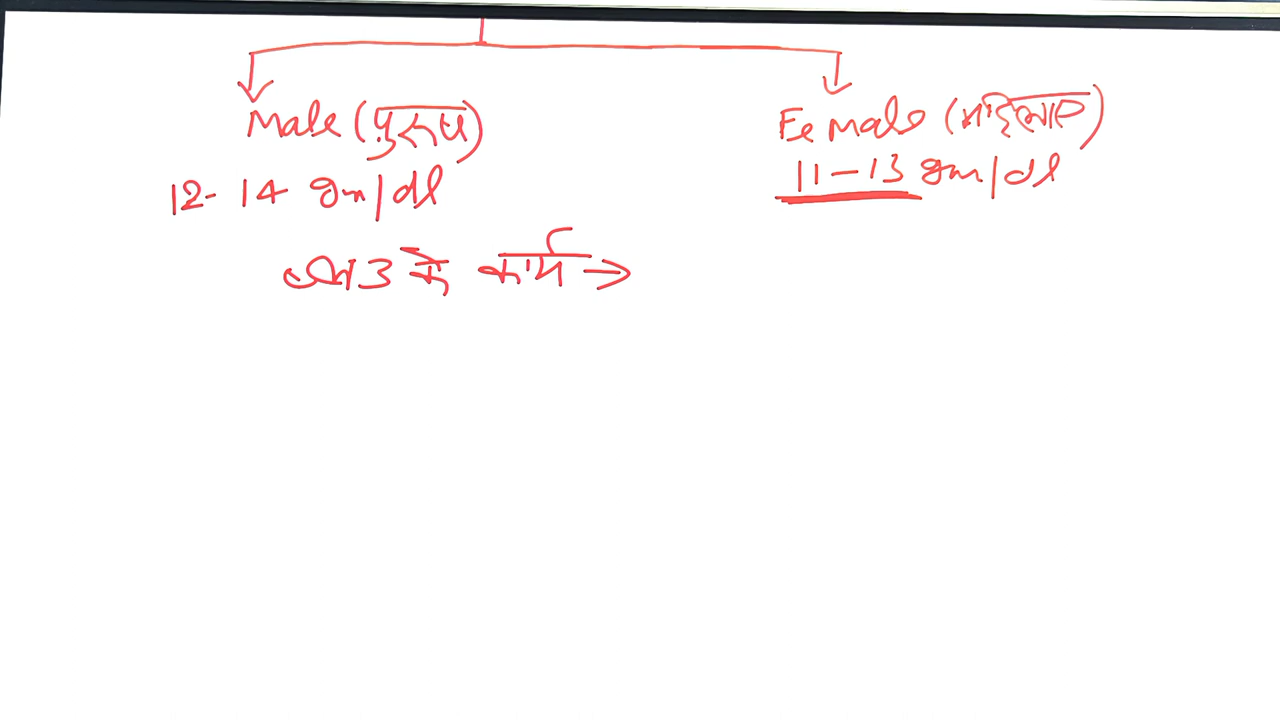 Male (पुरुष)
Female (महिलाए)
12-14 gm/dl
11-13 gm/dl
के कार्य →